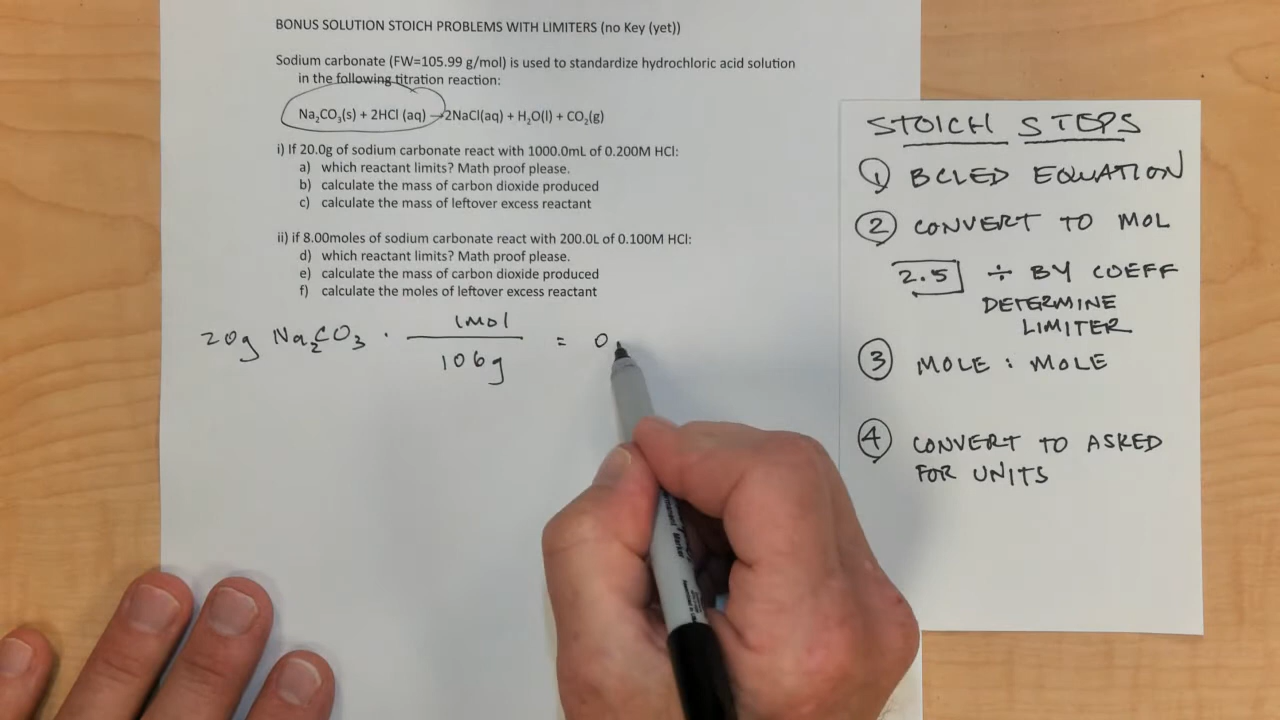 BONUS SOLUTION STOICH PROBLEMS WITH LIMITERS (no Key (yet))
Sodium carbonate (FW=105.99 g/mol) is used to standardize hydrochloric acid solution
in the following titration reaction:
Na₂CO₃(s) + 2HCl (aq) → 2NaCl(aq) + H₂O(l) + CO₂(g)
i) If 20.0g of sodium carbonate react with 1000.0mL of 0.200M HCl:
a) which reactant limits? Math proof please.
b) calculate the mass of carbon dioxide produced
c) calculate the mass of leftover excess reactant
ii) if 8.00moles of sodium carbonate react with 200.0L of 0.100M HCl:
d) which reactant limits? Math proof please.
e) calculate the mass of carbon dioxide produced
f) calculate the moles of leftover excess reactant
20g Na₂CO₃ · 1mol / 106g = 0.
STOICH STEPS
① BCLED EQUATION
② CONVERT TO MOL
2.5 ÷ BY COEFF
DETERMINE
LIMITER
③ MOLE : MOLE
④ CONVERT TO ASKED
FOR UNITS